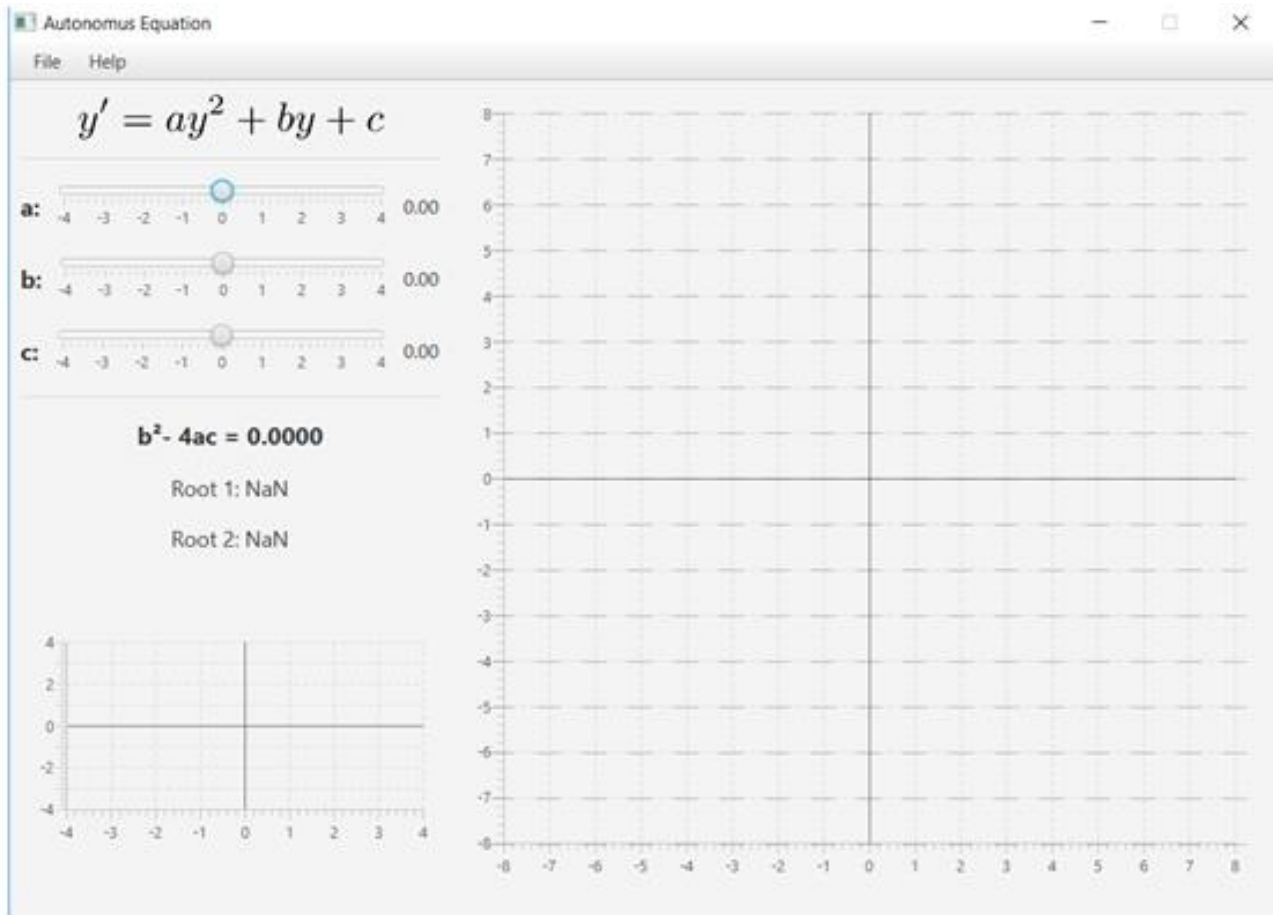 Autonomus Equation
File Help
y′ = ay² + by + c
a: -4 -3 -2 -1 0 1 2 3 4 0.00
b: -4 -3 -2 -1 0 1 2 3 4 0.00
c: -4 -3 -2 -1 0 1 2 3 4 0.00
b²- 4ac = 0.0000
Root 1: NaN
Root 2: NaN
4
2
0
-2
-4
-4 -3 -2 -1 0 1 2 3 4
8
7
6
5
4
3
2
1
0
-1
-2
-3
-4
-5
-6
-7
-8
-8 -7 -6 -5 -4 -3 -2 -1 0 1 2 3 4 5 6 7 8